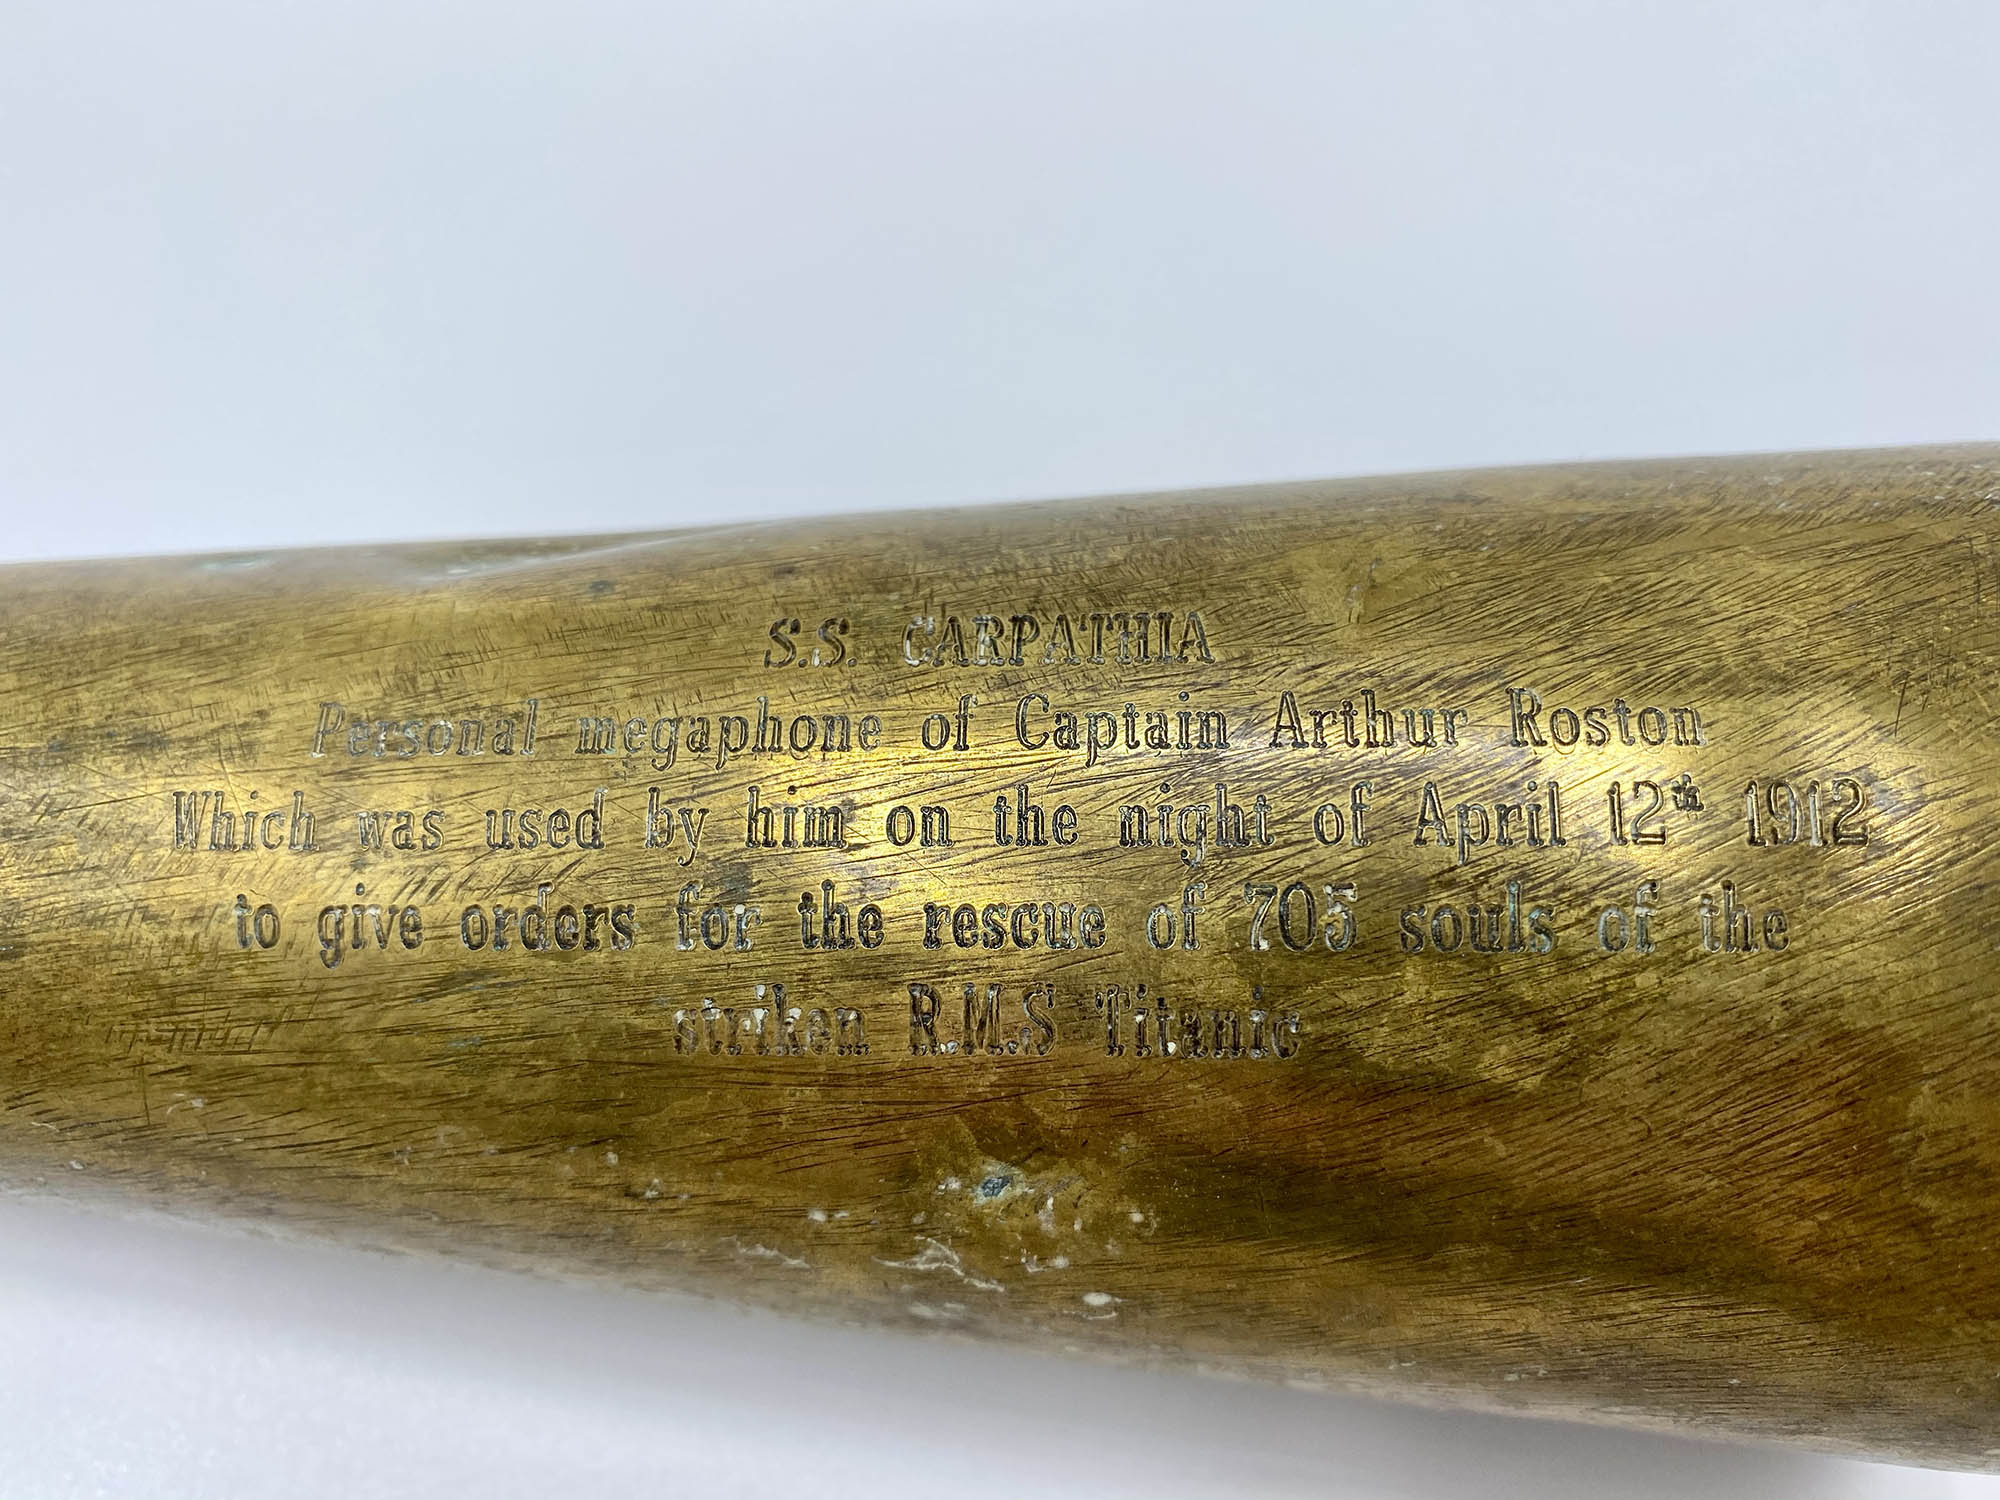 S.S. CARPATHIA
Personal megaphone of Captain Arthur Roston
Which was used by him on the night of April 12th 1912
to give orders for the rescue of 705 souls of the
striken R.M.S Titanic